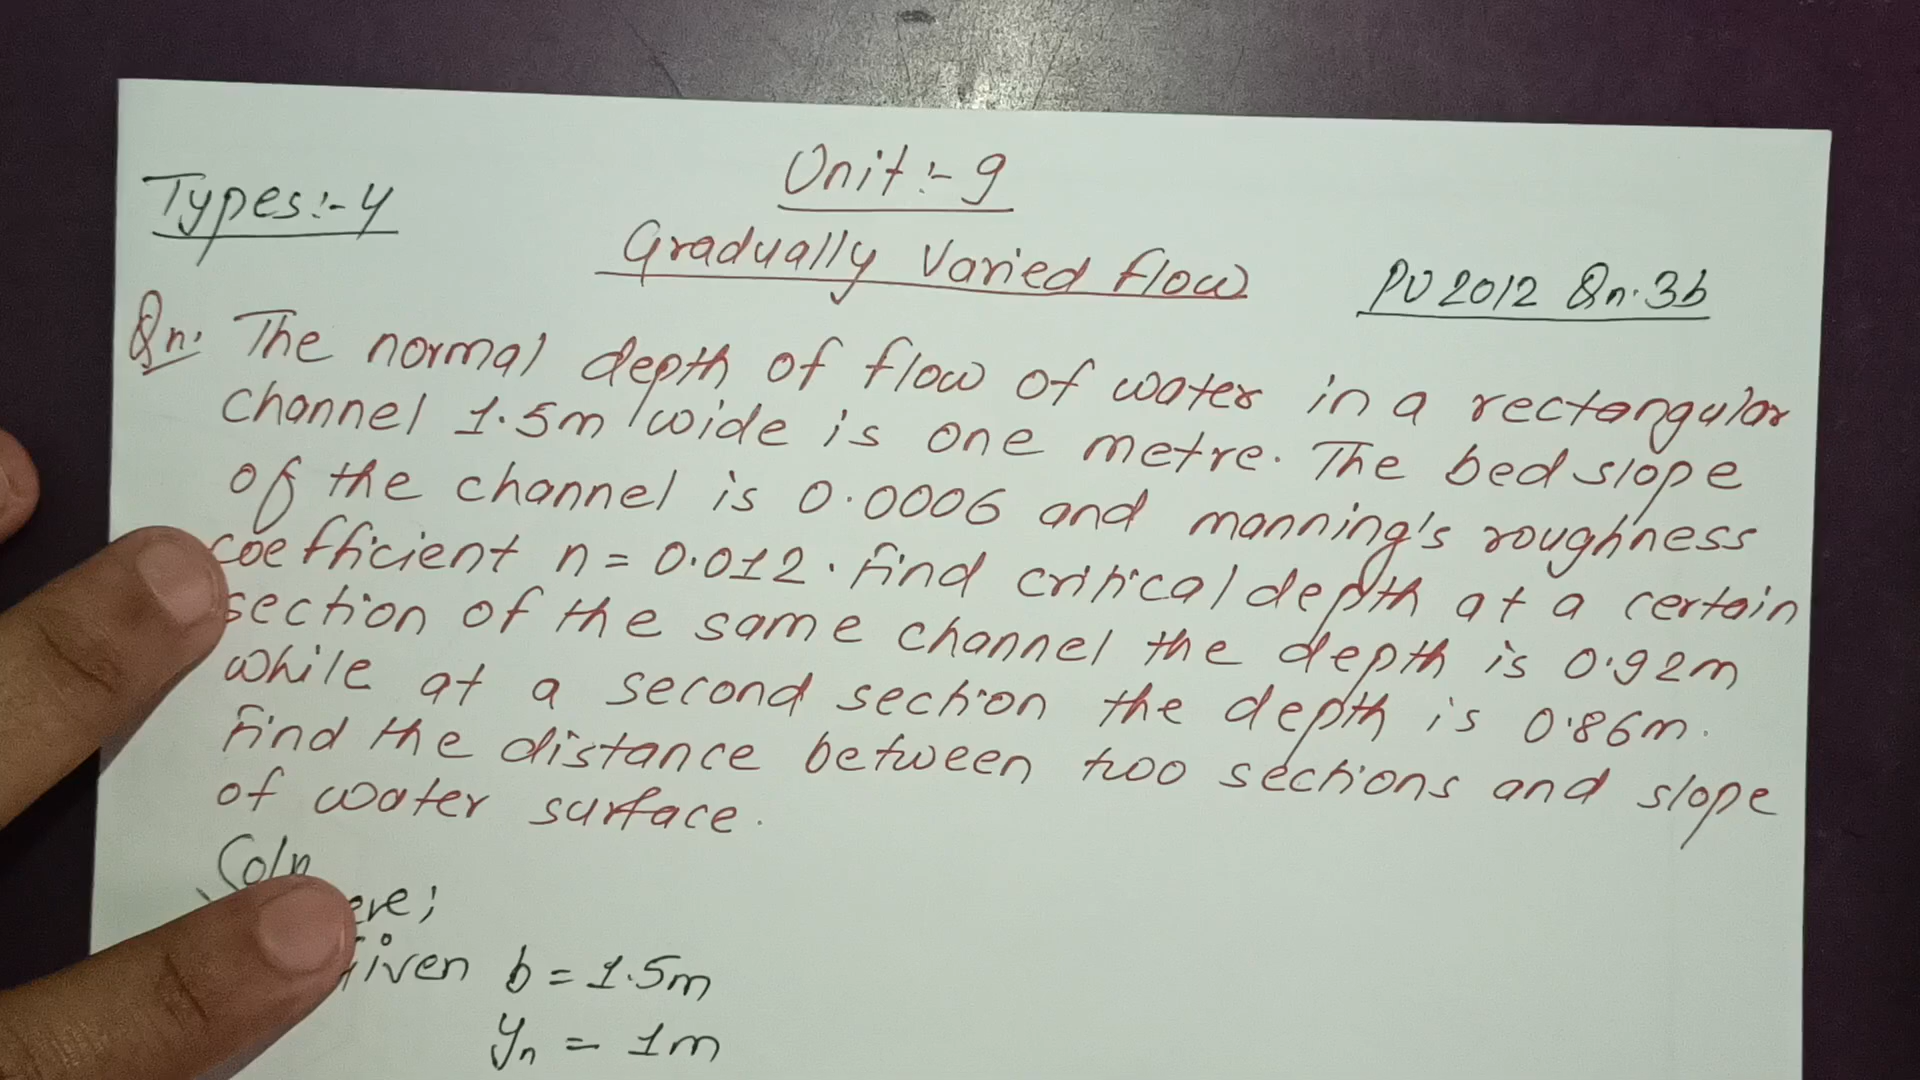 Unit:- 9
Types:- 4
Gradually Varied flow
PU 2012 Qn. 3b
Qn. The normal depth of flow of water in a rectangular
channel 1.5m wide is one metre. The bed slope
of the channel is 0.0006 and manning's roughness
coefficient n = 0.012. Find critical depth at a certain
section of the same channel the depth is 0.92m
while at a second section the depth is 0.86m.
Find the distance between two sections and slope
of water surface.
Soln
Given b = 1.5m
yn = 1m